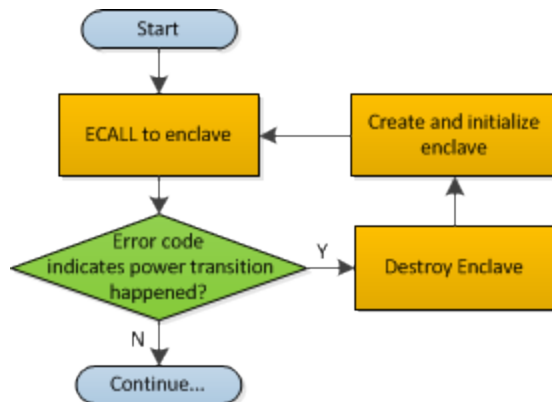 Start
ECALL to enclave
Create and initialize
enclave
Error code
indicates power transition
happened?
Y
Destroy Enclave
N
Continue...